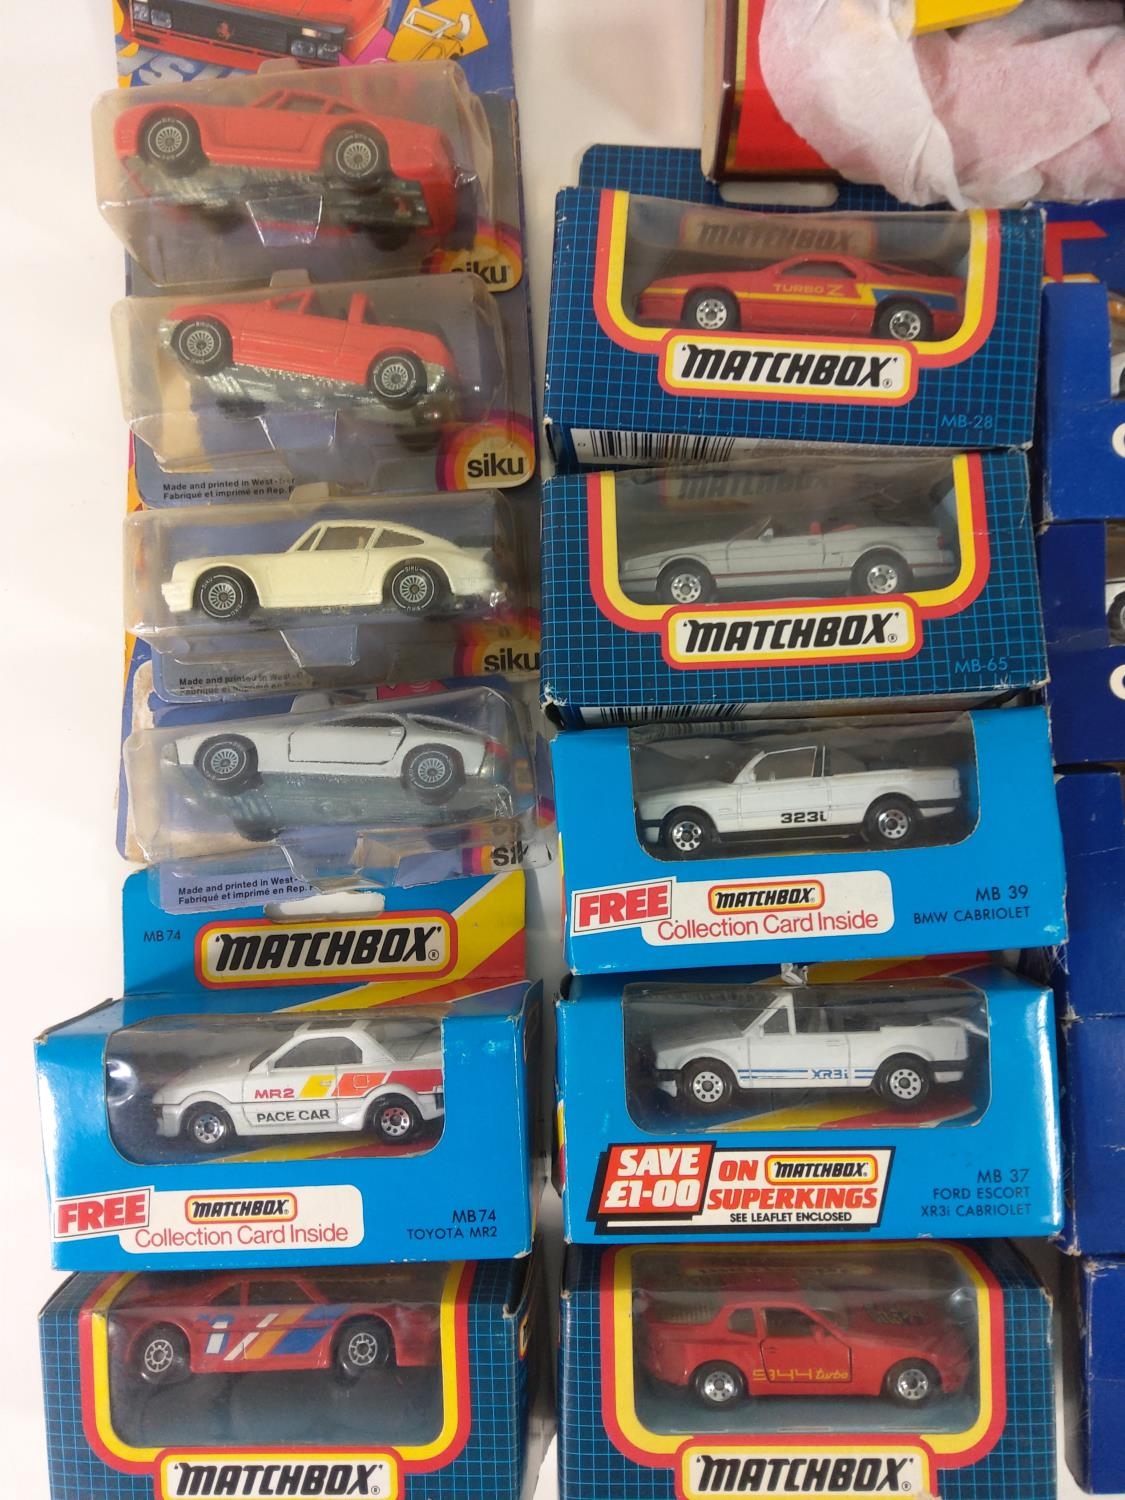 siku
siku
Made and printed in West-Ger
Fabriqué et imprimé en Rep. F
siku
Made and printed in West-G
Fabriqué et imprimé en Rep.
Made and printed in West-
Fabriqué et imprimé en Rep. F
MB74
MATCHBOX®
MR2
PACE CAR
FREE
MATCHBOX
Collection Card Inside
MB74
TOYOTA MR2
MATCHBOX®
MATCHBOX
TURBO Z
MATCHBOX®
MB-28
MATCHBOX
MATCHBOX®
MB-65
323i
FREE
MATCHBOX
Collection Card Inside
MB 39
BMW CABRIOLET
XR3i
SAVE
£1-00
ON MATCHBOX
SUPERKINGS
SEE LEAFLET ENCLOSED
MB 37
FORD ESCORT
XR3i CABRIOLET
944 turbo
MATCHBOX®